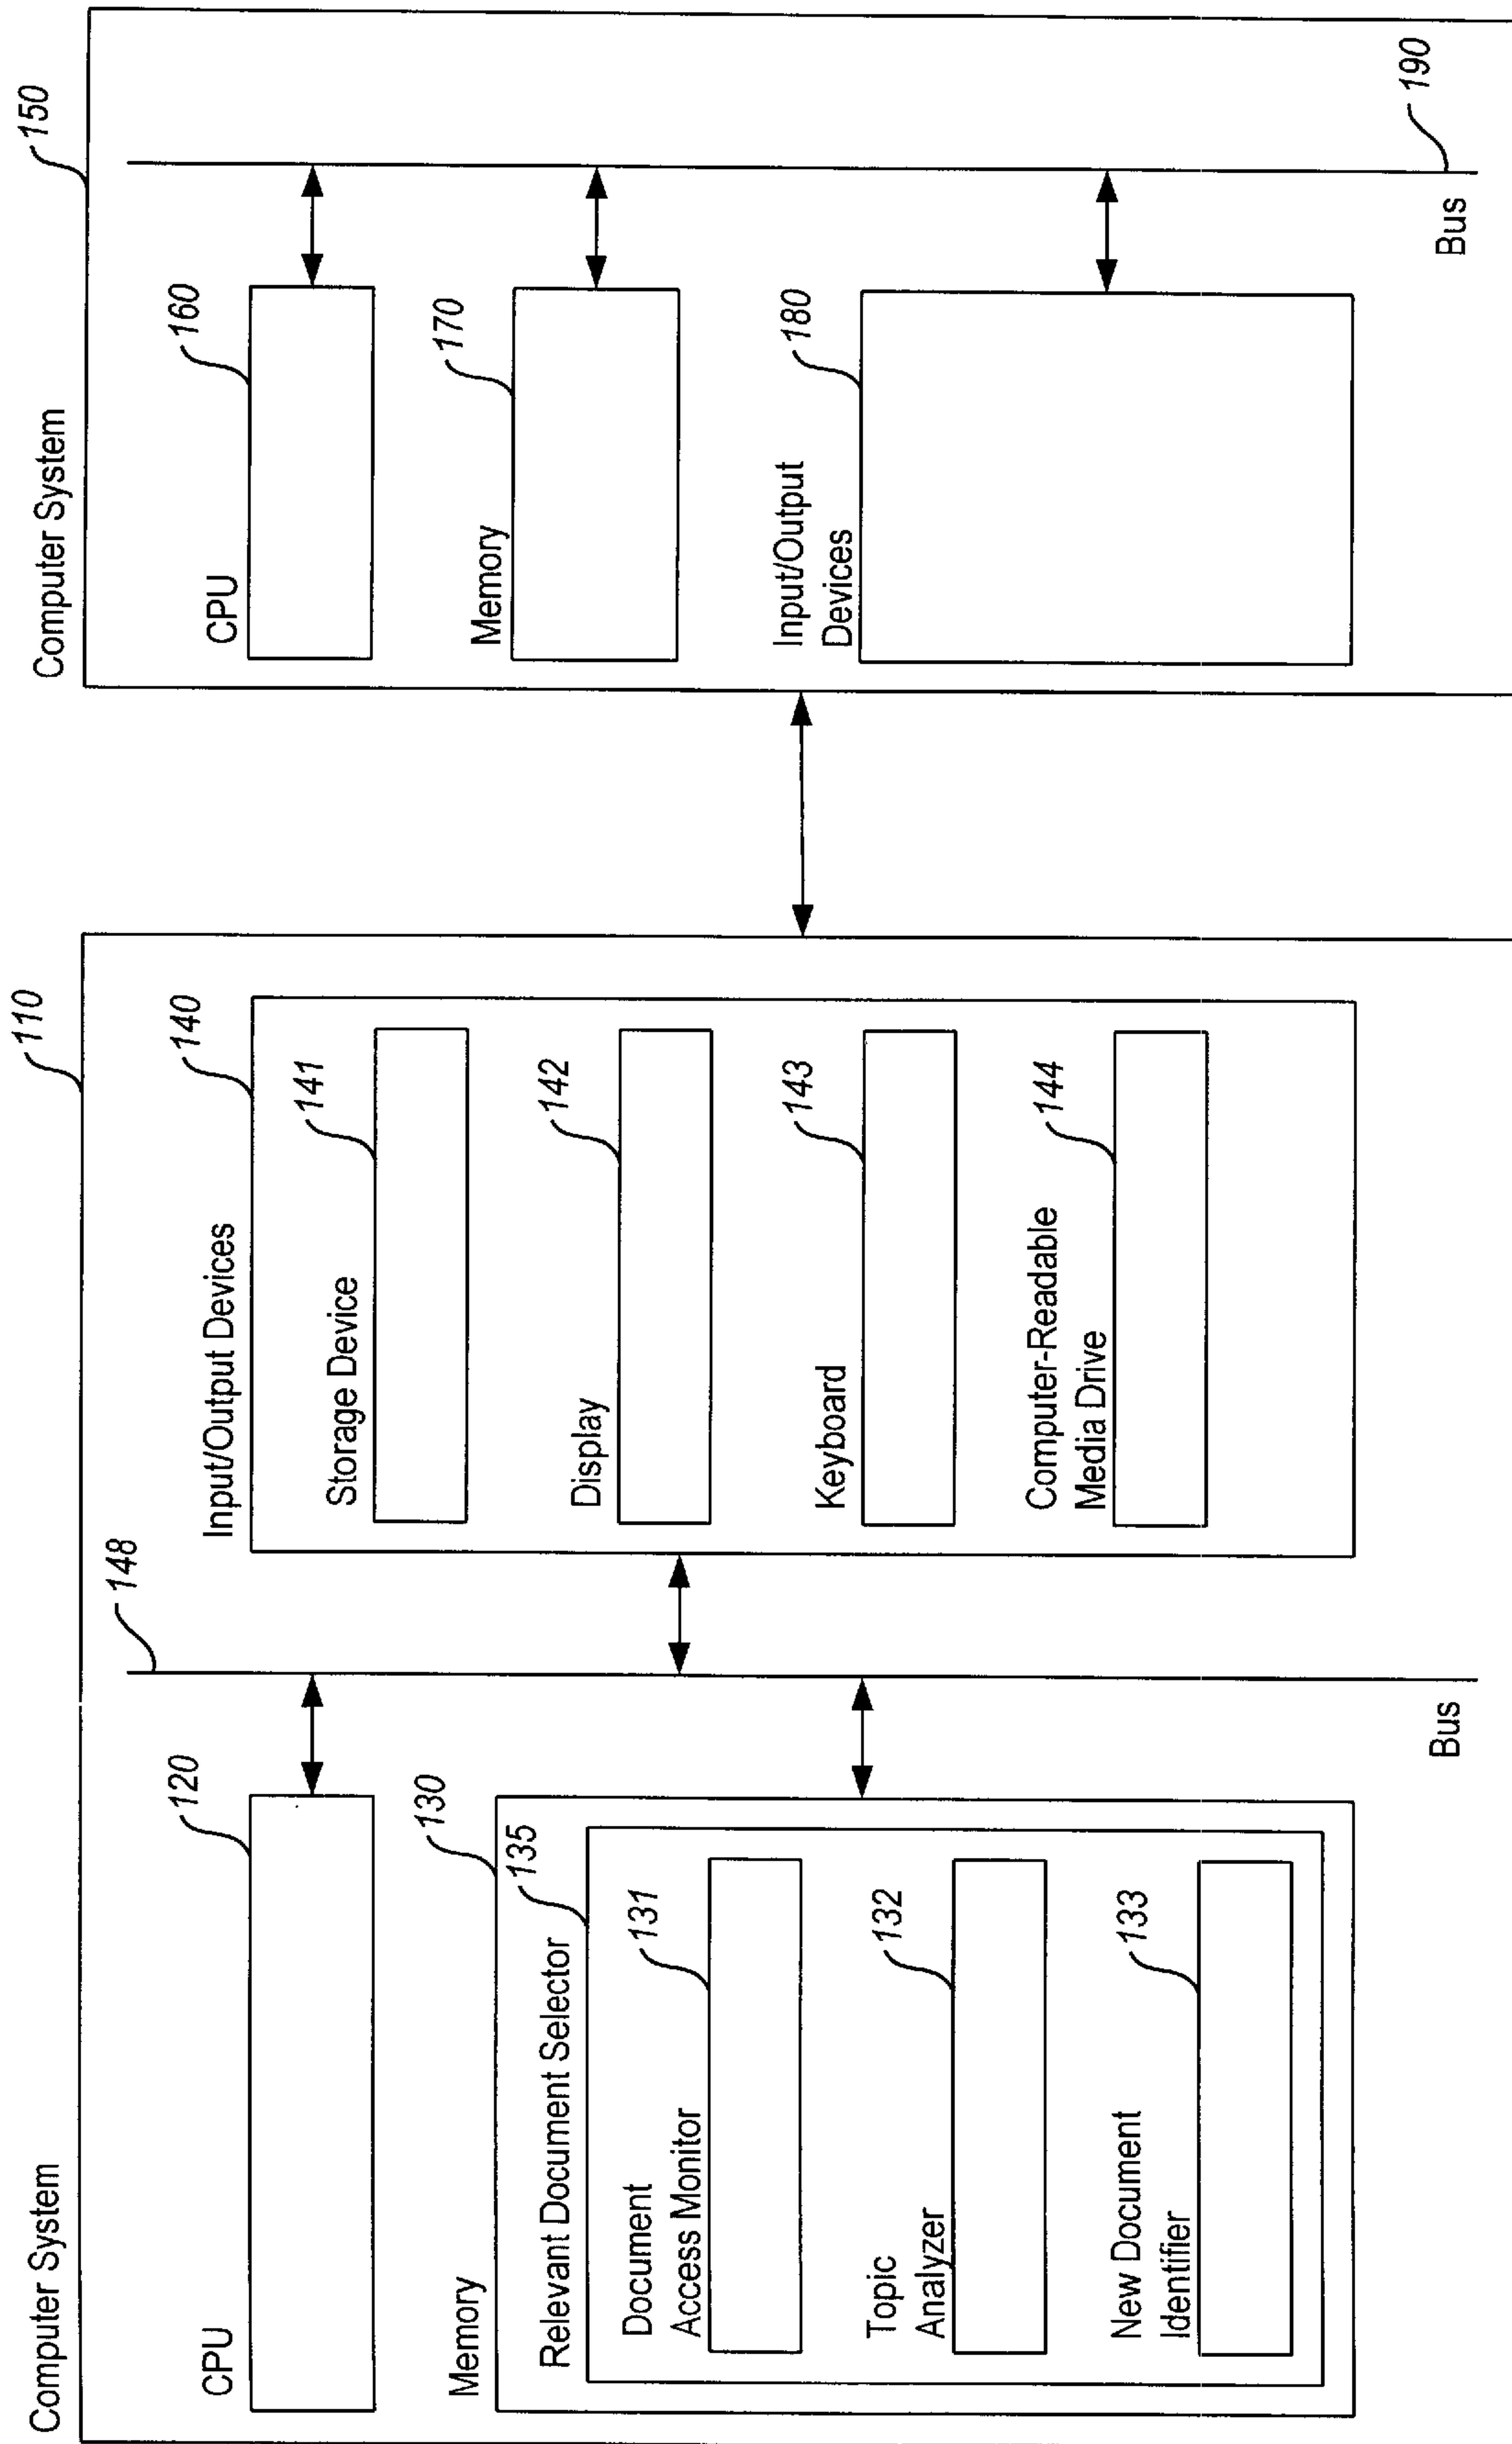 Computer System
110
CPU
120
Memory
130
Relevant Document Selector
135
Document
Access Monitor
131
Topic
Analyzer
132
New Document
Identifier
133
148
Bus
Input/Output Devices
140
Storage Device
141
Display
142
Keyboard
143
Computer-Readable
Media Drive
144
Computer System
150
CPU
160
Memory
170
Input/Output
Devices
180
190
Bus